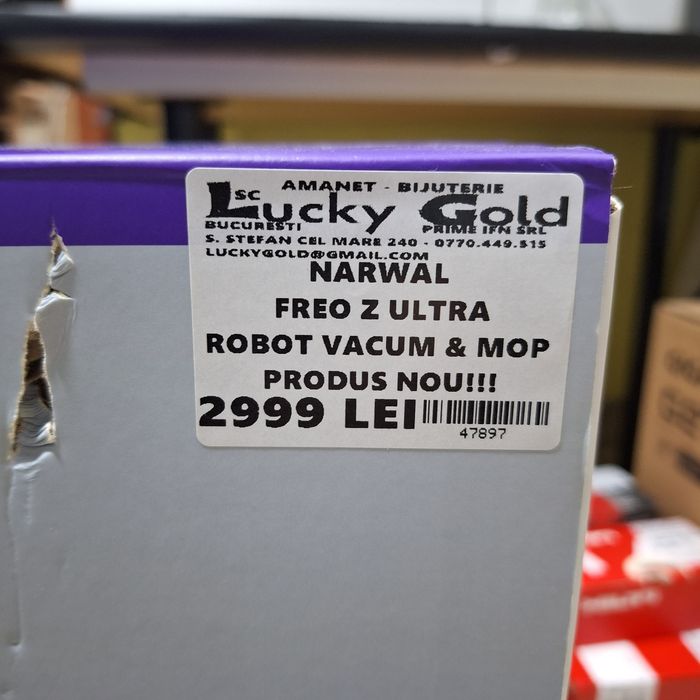 AMANET - BIJUTERIE
SC Lucky Gold
BUCURESTI PRIME IFN SRL
S. STEFAN CEL MARE 240 - 0770.449.515
LUCKYGOLD@GMAIL.COM
NARWAL
FREO Z ULTRA
ROBOT VACUM & MOP
PRODUS NOU!!!
2999 LEI
47897